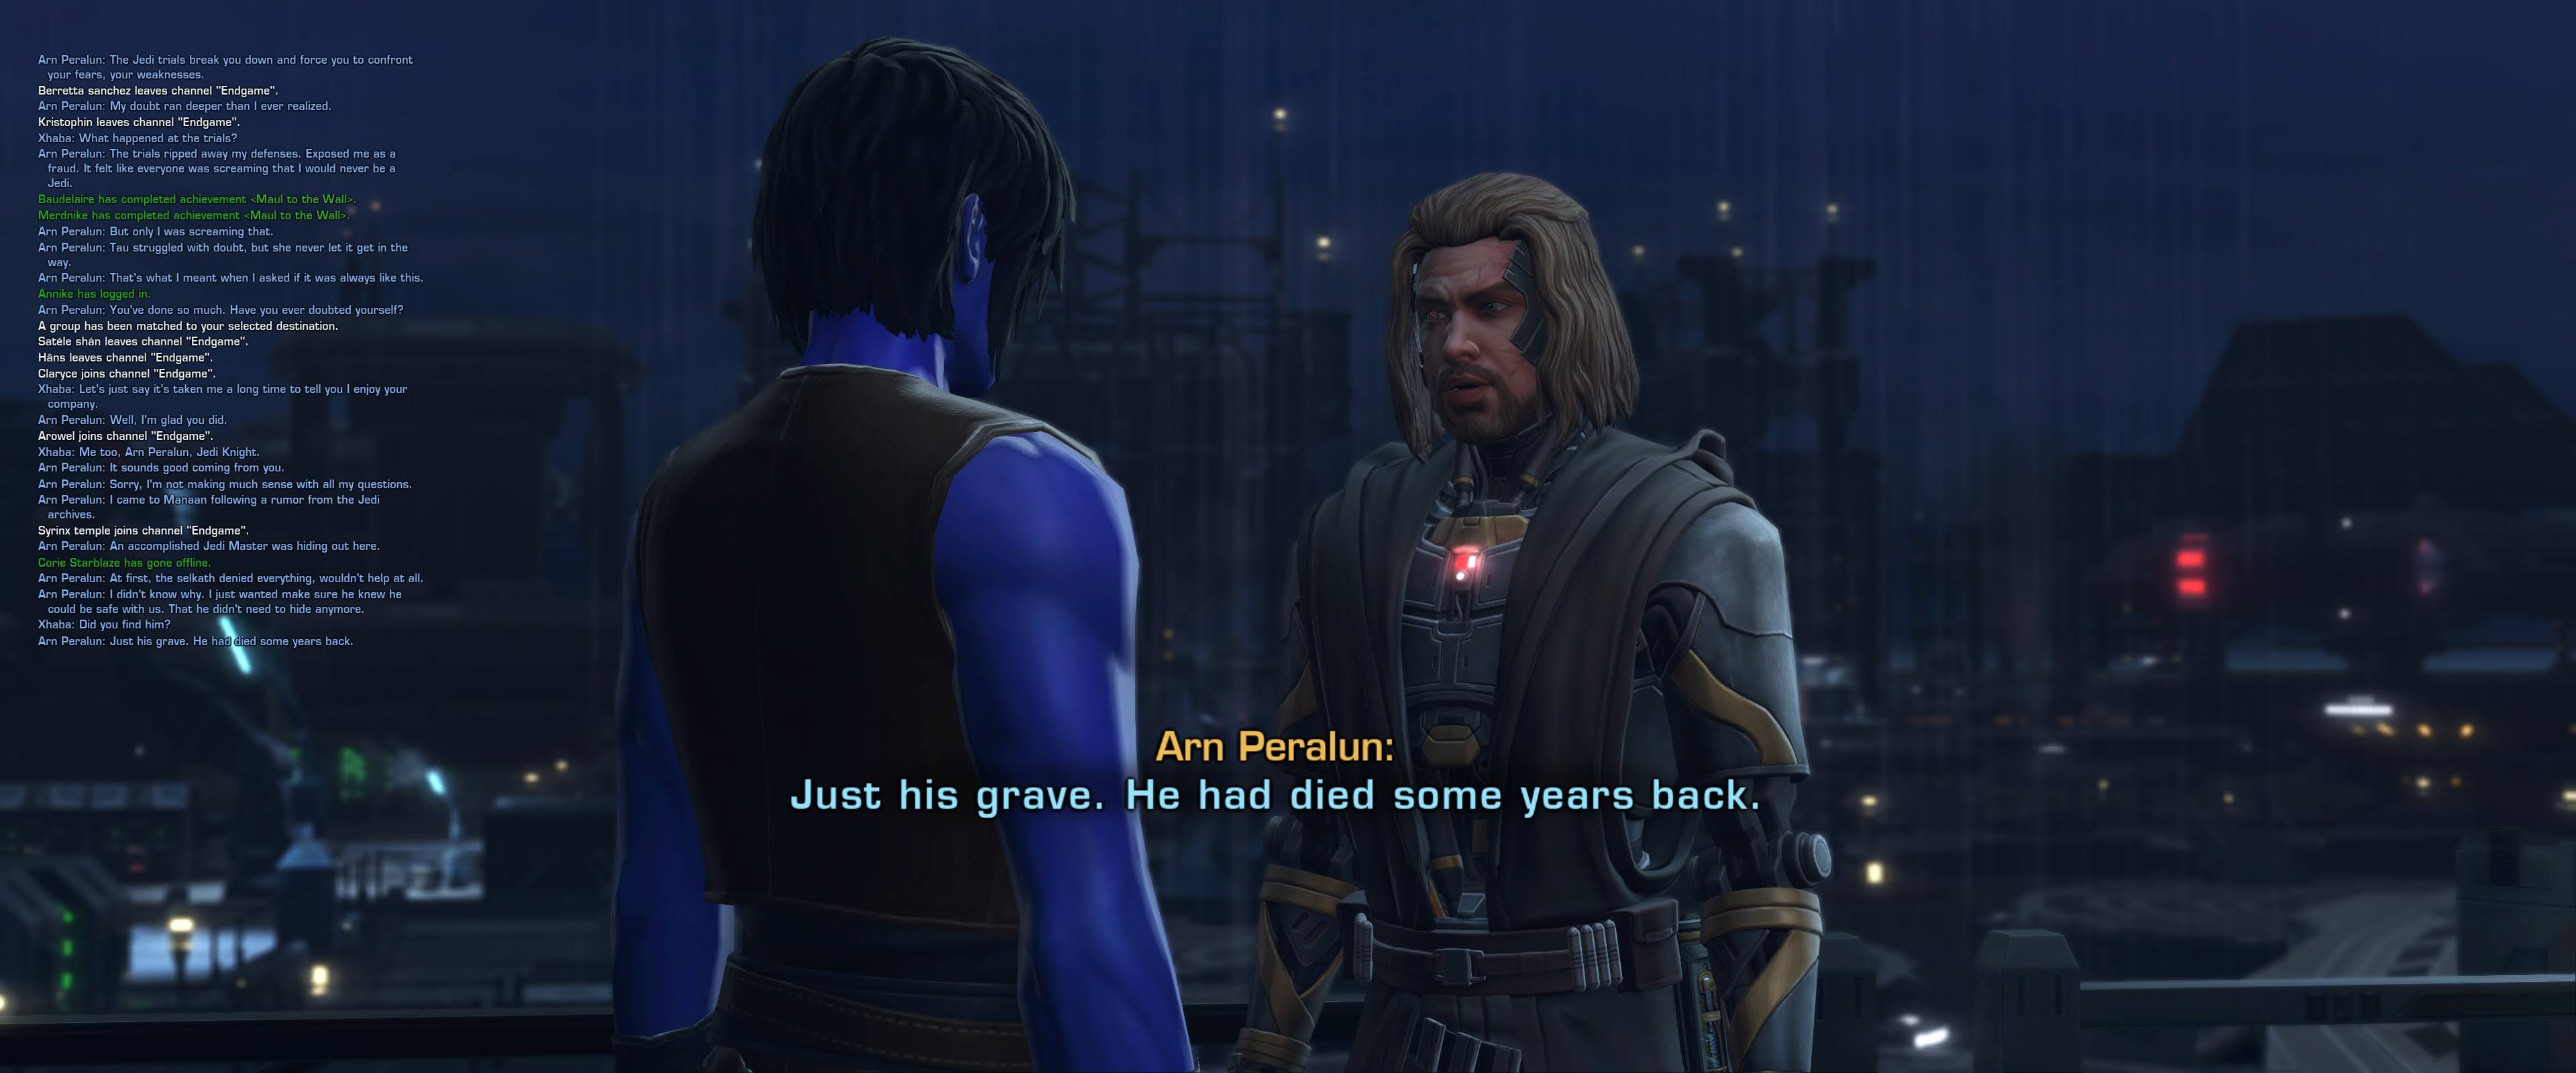 Arn Peralun: The Jedi trials break you down and force you to confront
your fears, your weaknesses.
Berretta sanchez leaves channel "Endgame".
Arn Peralun: My doubt ran deeper than I ever realized.
Kristophin leaves channel "Endgame".
Xhaba: What happened at the trials?
Arn Peralun: The trials ripped away my defenses. Exposed me as a
fraud. It felt like everyone was screaming that I would never be a
Jedi.
Baudelaire has completed achievement <Maul to the Wall>.
Merdnike has completed achievement <Maul to the Wall>.
Arn Peralun: But only I was screaming that.
Arn Peralun: Tau struggled with doubt, but she never let it get in the
way.
Arn Peralun: That's what I meant when I asked if it was always like this.
Annike has logged in.
Arn Peralun: You've done so much. Have you ever doubted yourself?
A group has been matched to your selected destination.
Satéle shán leaves channel "Endgame".
Hâns leaves channel "Endgame".
Claryce joins channel "Endgame".
Xhaba: Let's just say it's taken me a long time to tell you I enjoy your
company.
Arn Peralun: Well, I'm glad you did.
Arowel joins channel "Endgame".
Xhaba: Me too, Arn Peralun, Jedi Knight.
Arn Peralun: It sounds good coming from you.
Arn Peralun: Sorry, I'm not making much sense with all my questions.
Arn Peralun: I came to Manaan following a rumor from the Jedi
archives.
Syrinx temple joins channel "Endgame".
Arn Peralun: An accomplished Jedi Master was hiding out here.
Corie Starblaze has gone offline.
Arn Peralun: At first, the selkath denied everything, wouldn't help at all.
Arn Peralun: I didn't know why. I just wanted make sure he knew he
could be safe with us. That he didn't need to hide anymore.
Xhaba: Did you find him?
Arn Peralun: Just his grave. He had died some years back.
Arn Peralun:
Just his grave. He had died some years back.